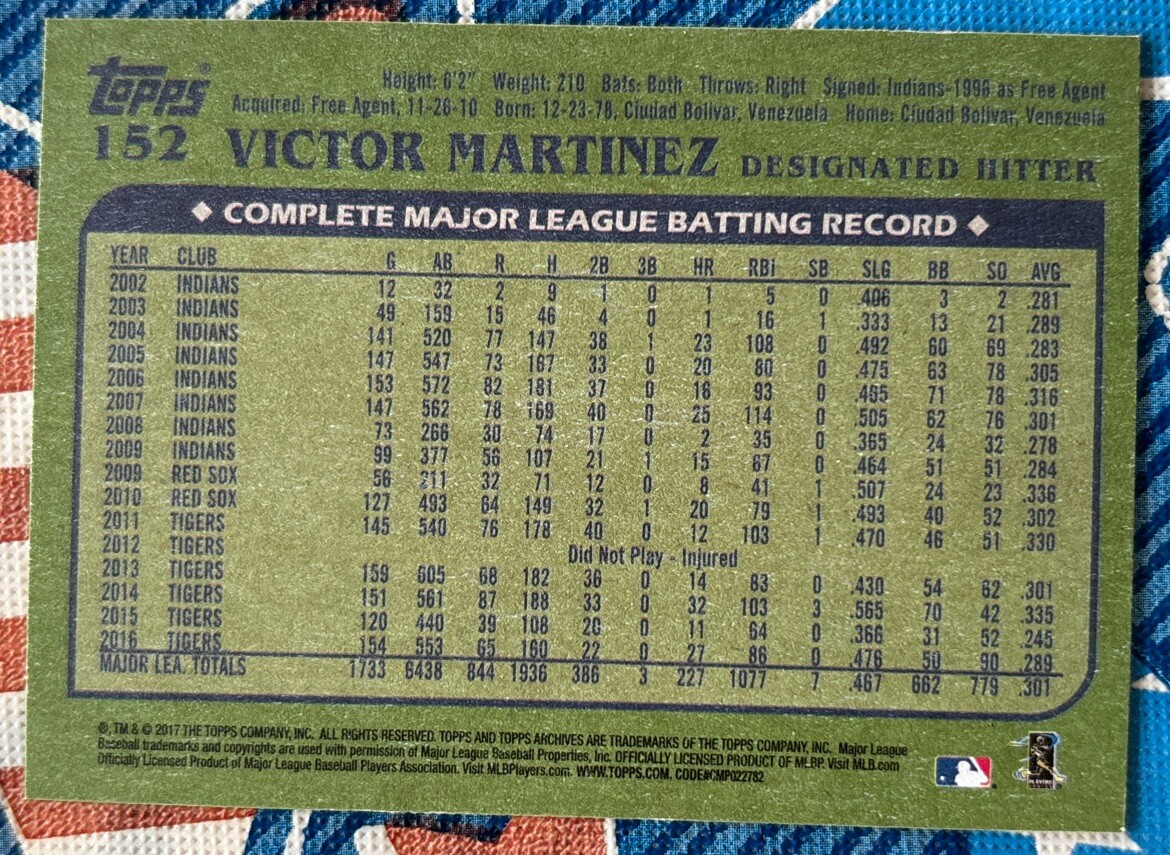 Topps®
Height: 6'2" Weight: 210 Bats: Both Throws: Right Signed: Indians-1996 as Free Agent
Acquired: Free Agent, 11-26-10 Born: 12-23-78, Ciudad Bolivar, Venezuela Home: Ciudad Bolivar, Venezuela
152 VICTOR MARTINEZ DESIGNATED HITTER
COMPLETE MAJOR LEAGUE BATTING RECORD
YEAR CLUB G AB R H 2B 3B HR RBI SB SLG BB SO AVG
2002 INDIANS 12 32 2 9 1 0 1 5 0 .406 3 2 .281
2003 INDIANS 49 159 15 46 4 0 1 16 1 .333 13 21 .289
2004 INDIANS 141 520 77 147 38 1 23 108 0 .492 60 69 .283
2005 INDIANS 147 547 73 167 33 0 20 80 0 .475 63 78 .305
2006 INDIANS 153 572 82 181 37 0 16 93 0 .465 71 78 .316
2007 INDIANS 147 562 78 169 40 0 25 114 0 .505 62 76 .301
2008 INDIANS 73 266 30 74 17 0 2 35 0 .365 24 32 .278
2009 INDIANS 99 377 56 107 21 1 15 67 0 .464 51 51 .284
2009 RED SOX 56 211 32 71 12 0 8 41 1 .507 24 23 .336
2010 RED SOX 127 493 64 149 32 1 20 79 1 .493 40 52 .302
2011 TIGERS 145 540 76 178 40 0 12 103 1 .470 46 51 .330
2012 TIGERS Did Not Play - Injured
2013 TIGERS 159 605 68 182 36 0 14 83 0 .430 54 62 .301
2014 TIGERS 151 561 87 188 33 0 32 103 3 .565 70 42 .335
2015 TIGERS 120 440 39 108 20 0 11 64 0 .366 31 52 .245
2016 TIGERS 154 553 65 160 22 0 27 86 0 .476 50 90 .289
MAJOR LEA. TOTALS 1733 6438 844 1936 386 3 227 1077 7 .467 662 779 .301
®, TM & © 2017 THE TOPPS COMPANY, INC. ALL RIGHTS RESERVED. TOPPS AND TOPPS ARCHIVES ARE TRADEMARKS OF THE TOPPS COMPANY, INC. Major League
Baseball trademarks and copyrights are used with permission of Major League Baseball Properties, Inc. OFFICIALLY LICENSED PRODUCT OF MLBP. Visit MLB.com
Officially Licensed Product of Major League Baseball Players Association. Visit MLBPlayers.com. WWW.TOPPS.COM. CODE#CMP022782